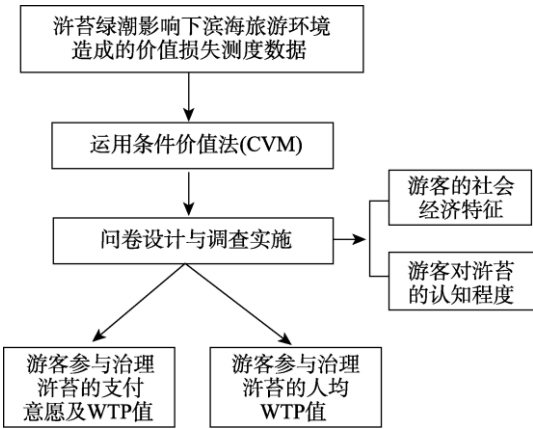 浒苔绿潮影响下滨海旅游环境
造成的价值损失测度数据
运用条件价值法(CVM)
问卷设计与调查实施
游客的社会
经济特征
游客对浒苔
的认知程度
游客参与治理
浒苔的支付
意愿及WTP值
游客参与治理
浒苔的人均
WTP值